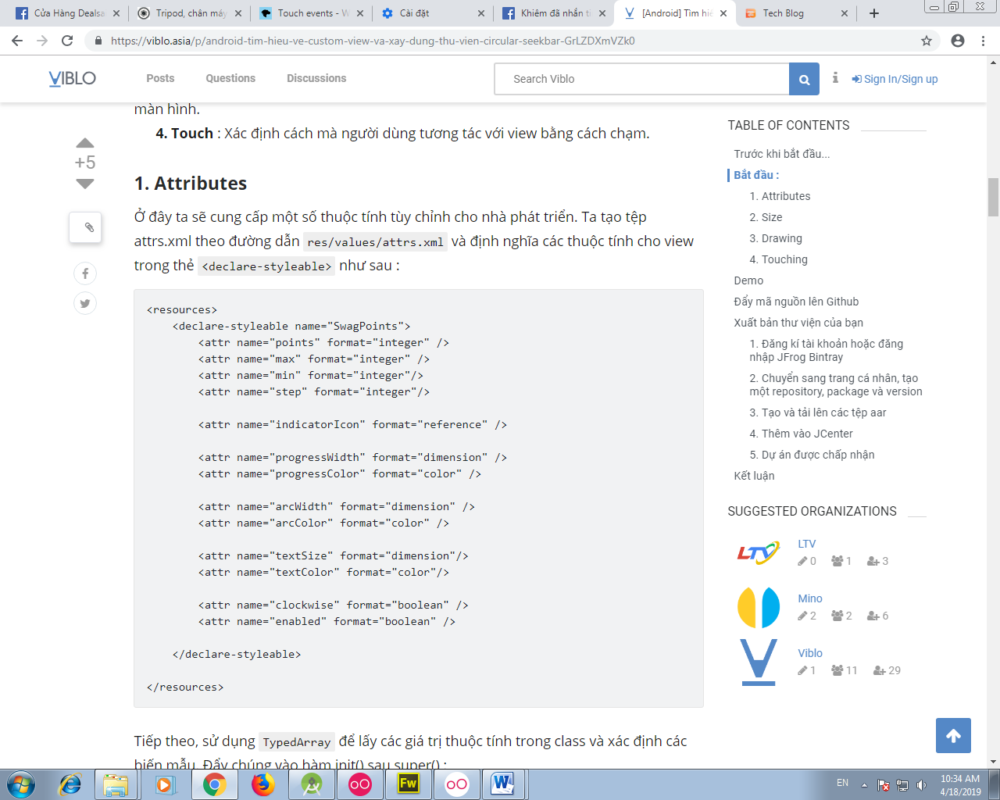 Cửa Hàng Dealsa
Tripod, chân máy
Touch events - W
Cài đặt
Khiêm đã nhắn ti
[Android] Tìm hiể
Tech Blog
https://viblo.asia/p/android-tim-hieu-ve-custom-view-va-xay-dung-thu-vien-circular-seekbar-GrLZDXmVZk0
VIBLO
Posts
Questions
Discussions
Search Viblo
Sign In/Sign up
màn hình.
4. Touch : Xác định cách mà người dùng tương tác với view bằng cách chạm.
+5
1. Attributes
Ở đây ta sẽ cung cấp một số thuộc tính tùy chỉnh cho nhà phát triển. Ta tạo tệp
attrs.xml theo đường dẫn res/values/attrs.xml và định nghĩa các thuộc tính cho view
trong thẻ <declare-styleable> như sau :
<resources>
<declare-styleable name="SwagPoints">
<attr name="points" format="integer" />
<attr name="max" format="integer" />
<attr name="min" format="integer"/>
<attr name="step" format="integer"/>
<attr name="indicatorIcon" format="reference" />
<attr name="progressWidth" format="dimension" />
<attr name="progressColor" format="color" />
<attr name="arcWidth" format="dimension" />
<attr name="arcColor" format="color" />
<attr name="textSize" format="dimension"/>
<attr name="textColor" format="color"/>
<attr name="clockwise" format="boolean" />
<attr name="enabled" format="boolean" />
</declare-styleable>
</resources>
Tiếp theo, sử dụng TypedArray để lấy các giá trị thuộc tính trong class và xác định các
biến mẫu. Đẩy chúng vào hàm init() sau super() :
TABLE OF CONTENTS
Trước khi bắt đầu...
Bắt đầu :
1. Attributes
2. Size
3. Drawing
4. Touching
Demo
Đẩy mã nguồn lên Github
Xuất bản thư viện của bạn
1. Đăng kí tài khoản hoặc đăng
nhập JFrog Bintray
2. Chuyển sang trang cá nhân, tạo
một repository, package và version
3. Tạo và tải lên các tệp aar
4. Thêm vào JCenter
5. Dự án được chấp nhận
Kết luận
SUGGESTED ORGANIZATIONS
LTV
LTV
0 1 3
Mino
2 2 6
Viblo
1 11 29
Fw
W
EN
10:34 AM
4/18/2019